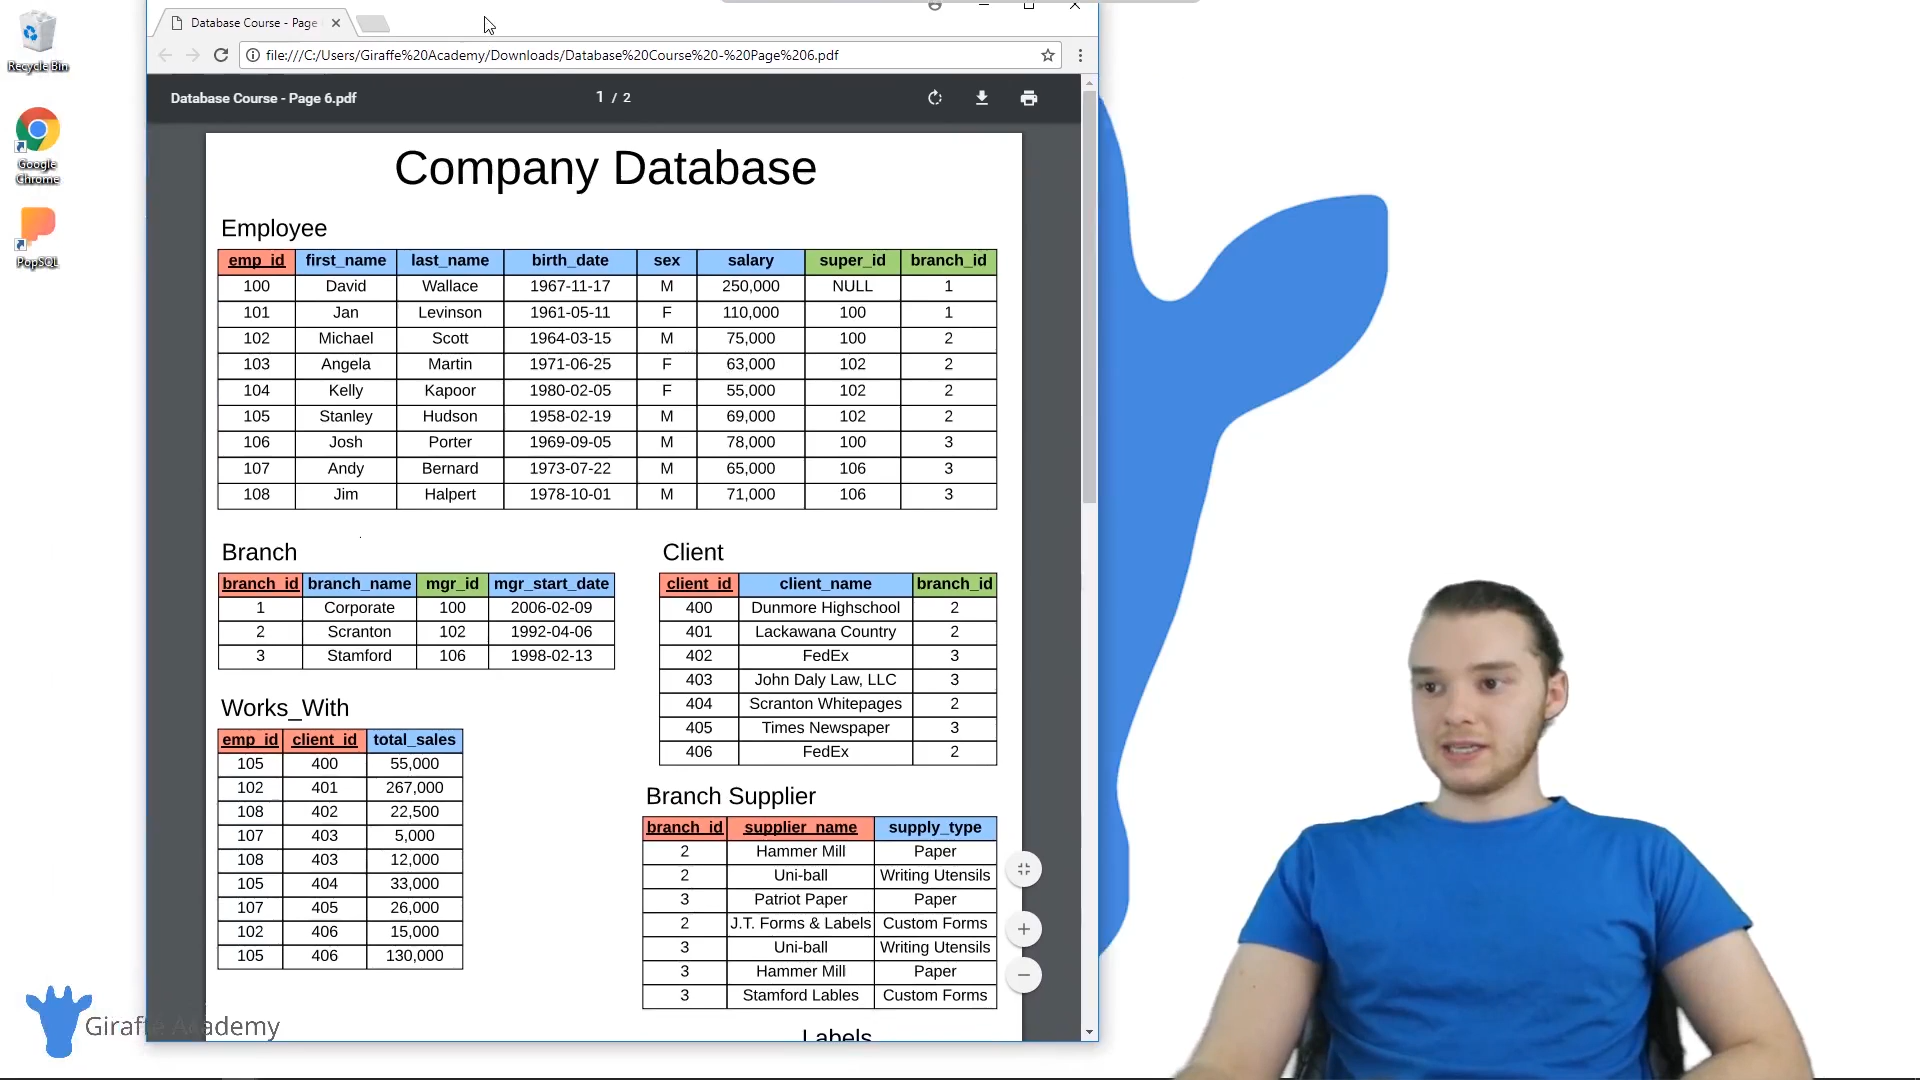 Database Course - Page
file:///C:/Users/Giraffe%20Academy/Downloads/Database%20Course%20-%20Page%206.pdf
Database Course - Page 6.pdf
1 / 2
Recycle Bin
Google Chrome
PopSQL
Company Database
Employee
emp_id first_name last_name birth_date sex salary super_id branch_id
100 David Wallace 1967-11-17 M 250,000 NULL 1
101 Jan Levinson 1961-05-11 F 110,000 100 1
102 Michael Scott 1964-03-15 M 75,000 100 2
103 Angela Martin 1971-06-25 F 63,000 102 2
104 Kelly Kapoor 1980-02-05 F 55,000 102 2
105 Stanley Hudson 1958-02-19 M 69,000 102 2
106 Josh Porter 1969-09-05 M 78,000 100 3
107 Andy Bernard 1973-07-22 M 65,000 106 3
108 Jim Halpert 1978-10-01 M 71,000 106 3
Branch
branch_id branch_name mgr_id mgr_start_date
1 Corporate 100 2006-02-09
2 Scranton 102 1992-04-06
3 Stamford 106 1998-02-13
Works_With
emp_id client_id total_sales
105 400 55,000
102 401 267,000
108 402 22,500
107 403 5,000
108 403 12,000
105 404 33,000
107 405 26,000
102 406 15,000
105 406 130,000
Client
client_id client_name branch_id
400 Dunmore Highschool 2
401 Lackawana Country 2
402 FedEx 3
403 John Daly Law, LLC 3
404 Scranton Whitepages 2
405 Times Newspaper 3
406 FedEx 2
Branch Supplier
branch_id supplier_name supply_type
2 Hammer Mill Paper
2 Uni-ball Writing Utensils
3 Patriot Paper Paper
2 J.T. Forms & Labels Custom Forms
3 Uni-ball Writing Utensils
3 Hammer Mill Paper
3 Stamford Lables Custom Forms
Labels
Giraffe Academy